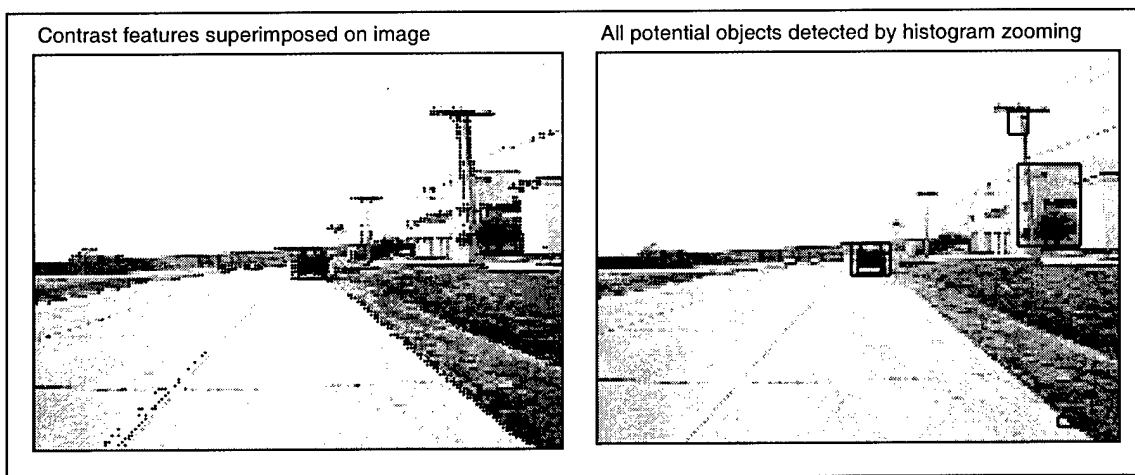 Contrast features superimposed on image
All potential objects detected by histogram zooming